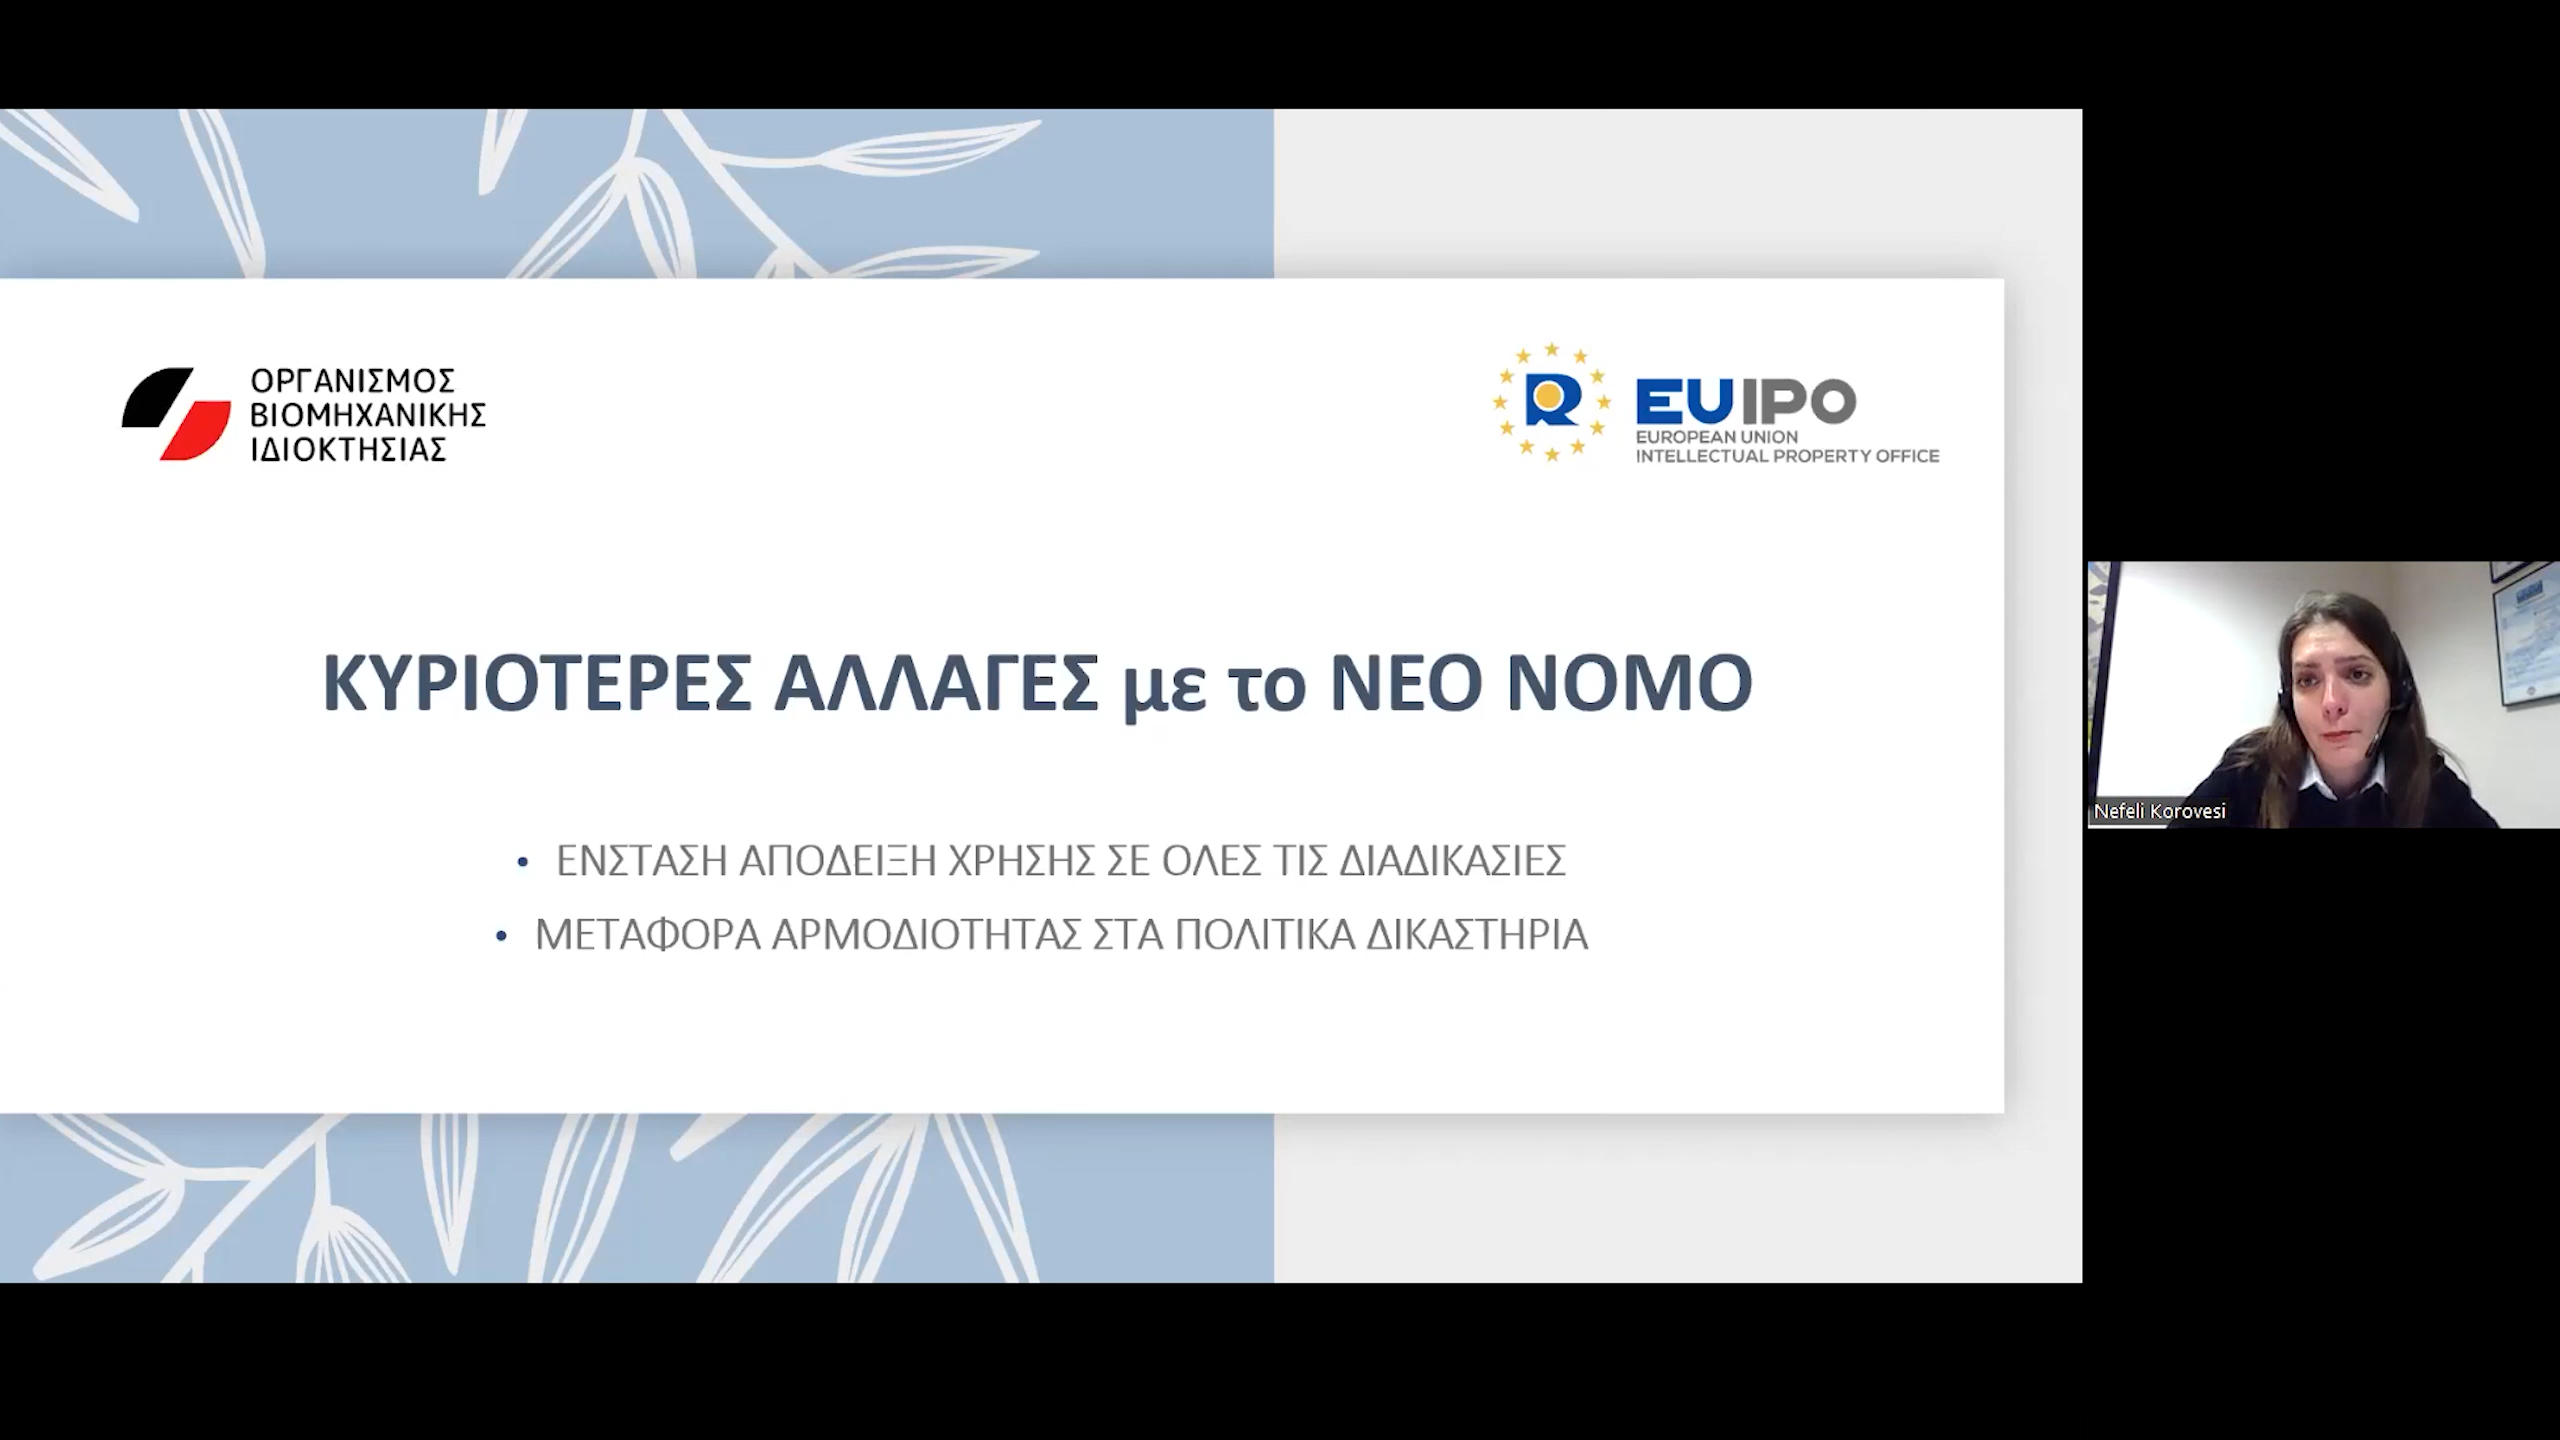 ΟΡΓΑΝΙΣΜΟΣ
ΒΙΟΜΗΧΑΝΙΚΗΣ
ΙΔΙΟΚΤΗΣΙΑΣ
EUIPO
EUROPEAN UNION
INTELLECTUAL PROPERTY OFFICE
ΚΥΡΙΟΤΕΡΕΣ ΑΛΛΑΓΕΣ με το ΝΕΟ ΝΟΜΟ
• ΕΝΣΤΑΣΗ ΑΠΟΔΕΙΞΗ ΧΡΗΣΗΣ ΣΕ ΟΛΕΣ ΤΙΣ ΔΙΑΔΙΚΑΣΙΕΣ
• ΜΕΤΑΦΟΡΑ ΑΡΜΟΔΙΟΤΗΤΑΣ ΣΤΑ ΠΟΛΙΤΙΚΑ ΔΙΚΑΣΤΗΡΙΑ
Nefeli Korovesi